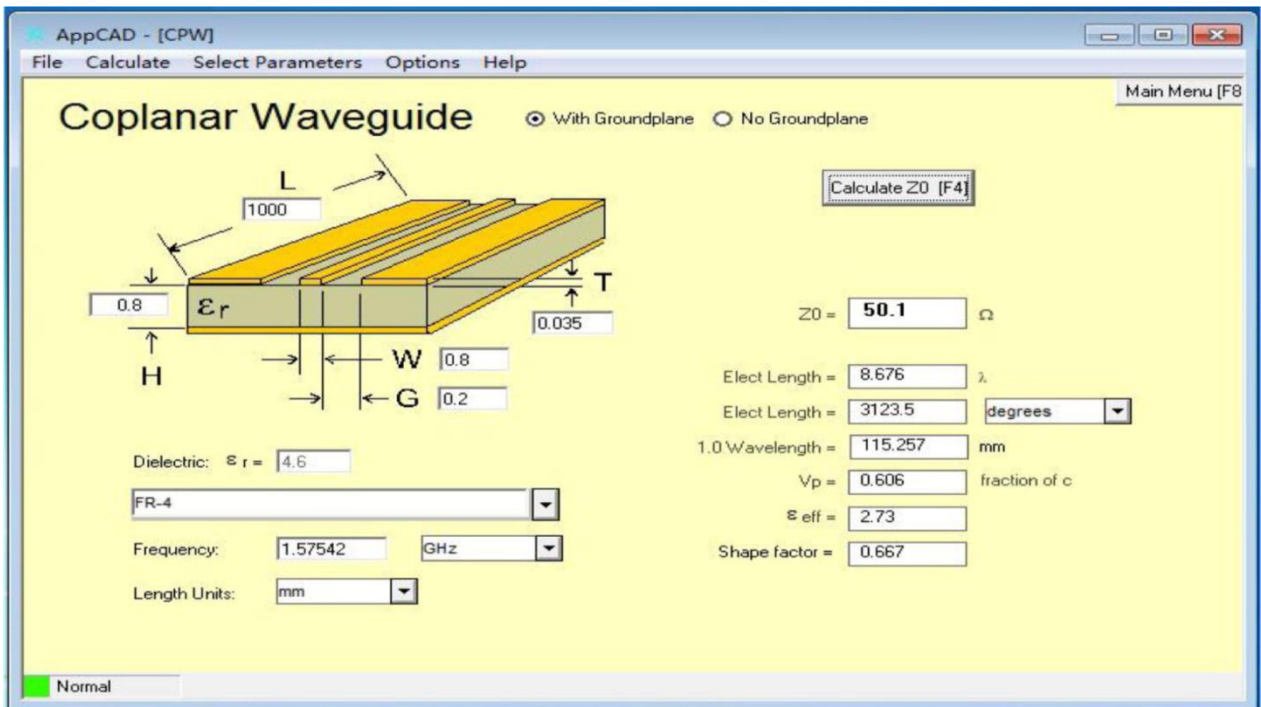 AppCAD - [CPW]
File Calculate Select Parameters Options Help
Main Menu [F8
Coplanar Waveguide
With Groundplane No Groundplane
Calculate Z0 [F4]
L
1000
0.8
εr
T
0.035
H
W 0.8
G 0.2
Z0 = 50.1 Ω
Elect Length = 8.676 λ
Elect Length = 3123.5 degrees
1.0 Wavelength = 115.257 mm
Vp = 0.606 fraction of c
ε eff = 2.73
Shape factor = 0.667
Dielectric: ε r = 4.6
FR-4
Frequency: 1.57542 GHz
Length Units: mm
Normal